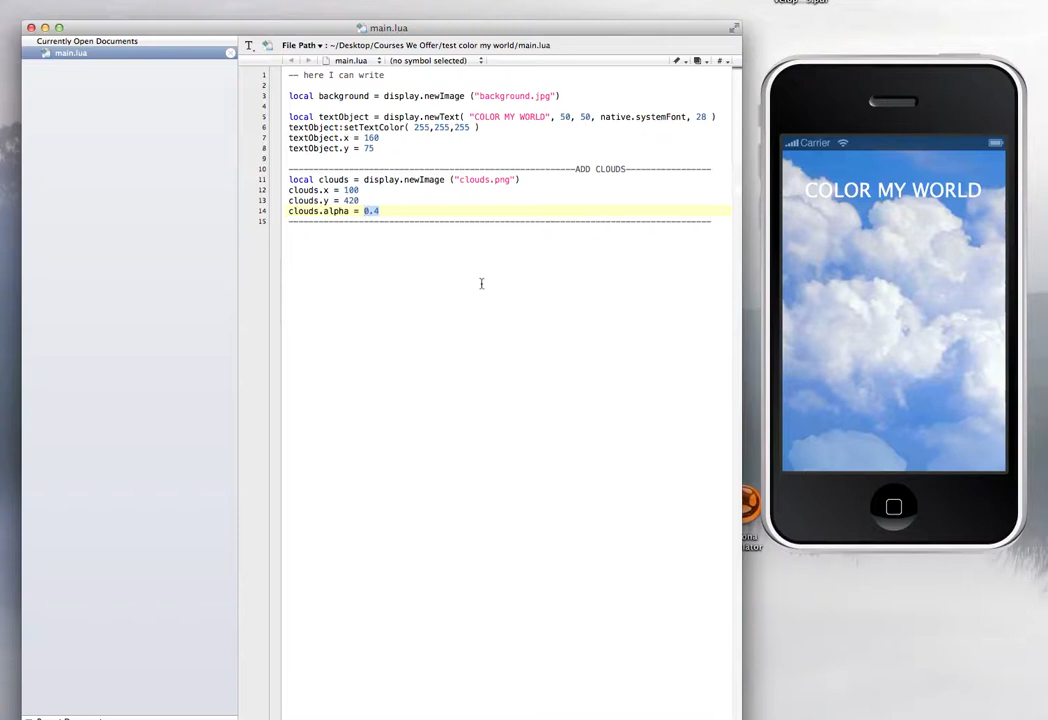 main.lua
Currently Open Documents
main.lua
File Path ▾ : ~/Desktop/Courses We Offer/test color my world/main.lua
main.lua
(no symbol selected)
1 -- here I can write
2
3 local background = display.newImage ("background.jpg")
4
5 local textObject = display.newText( "COLOR MY WORLD", 50, 50, native.systemFont, 28 )
6 textObject:setTextColor( 255,255,255 )
7 textObject.x = 160
8 textObject.y = 75
9
10 ---------------------------------------------------------ADD CLOUDS-----------------
11 local clouds = display.newImage ("clouds.png")
12 clouds.x = 100
13 clouds.y = 420
14 clouds.alpha = 0.4
15 ------------------------------------------------------------------------------------
Carrier
COLOR MY WORLD